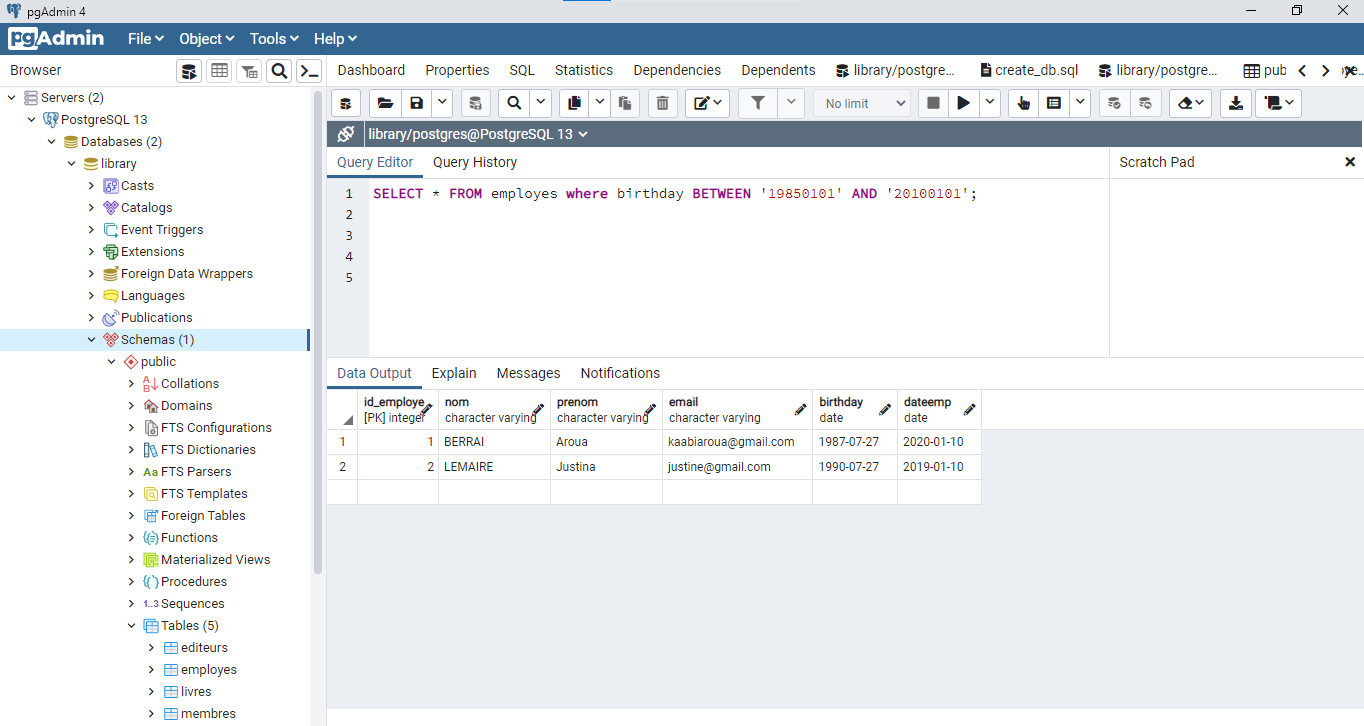 pgAdmin 4
pgAdmin File Object Tools Help
Browser
Dashboard Properties SQL Statistics Dependencies Dependents library/postgre... create_db.sql library/postgre... pub
Servers (2)
PostgreSQL 13
Databases (2)
library
Casts
Catalogs
Event Triggers
Extensions
Foreign Data Wrappers
Languages
Publications
Schemas (1)
public
Collations
Domains
FTS Configurations
FTS Dictionaries
Aa FTS Parsers
FTS Templates
Foreign Tables
Functions
Materialized Views
Procedures
1..3 Sequences
Tables (5)
editeurs
employes
livres
membres
No limit
library/postgres@PostgreSQL 13
Query Editor Query History
Scratch Pad
1 SELECT * FROM employes where birthday BETWEEN '19850101' AND '20100101';
2
3
4
5
Data Output Explain Messages Notifications
id_employe nom prenom email birthday dateemp
[PK] integer character varying character varying character varying date date
1 1 BERRAI Aroua kaabiaroua@gmail.com 1987-07-27 2020-01-10
2 2 LEMAIRE Justina justine@gmail.com 1990-07-27 2019-01-10